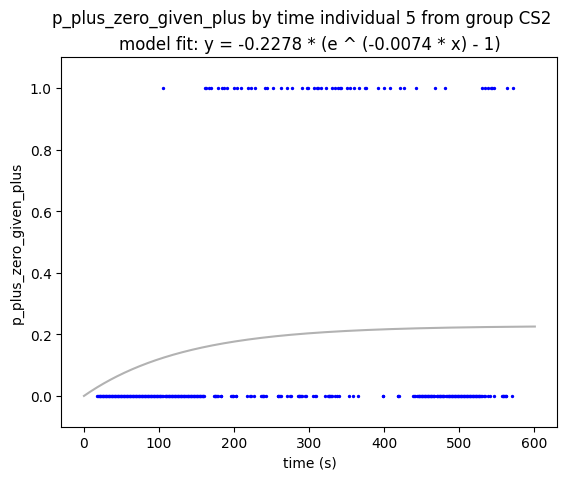 p_plus_zero_given_plus by time individual 5 from group CS2
model fit: y = -0.2278 * (e ^ (-0.0074 * x) - 1)
1.0
0.8
0.6
0.4
0.2
0.0
p_plus_zero_given_plus
0 100 200 300 400 500 600
time (s)